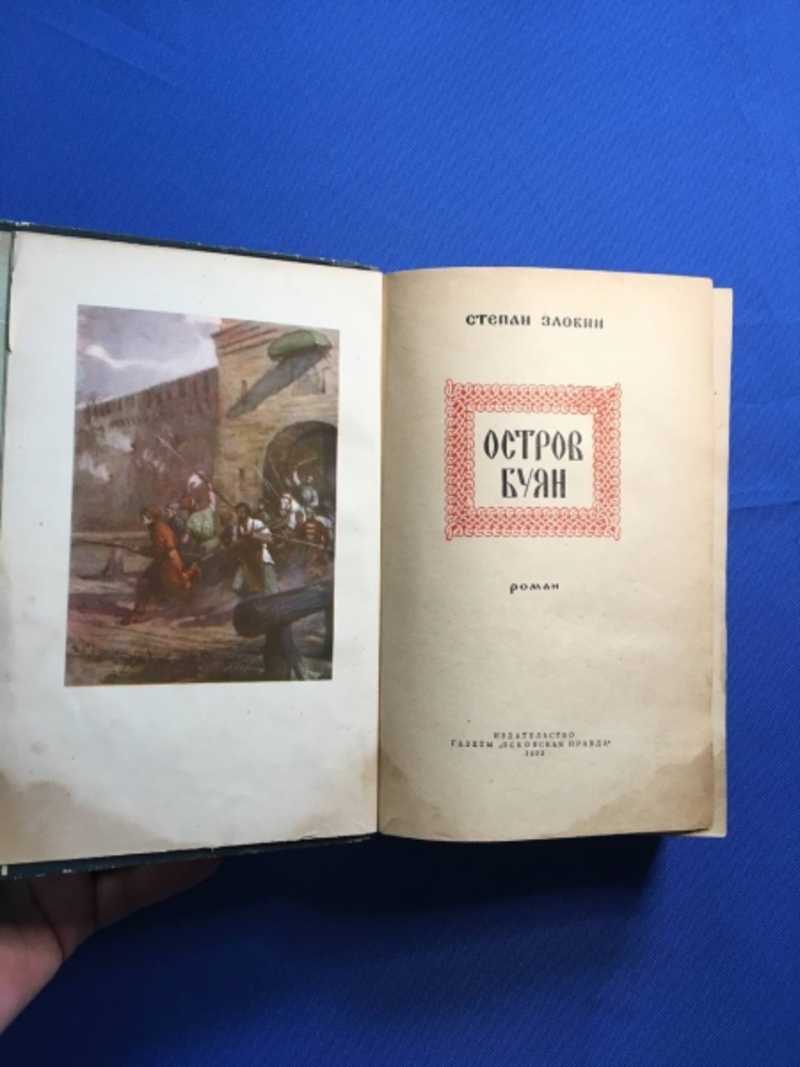 СТЕПАН ЗЛОБИН
ОСТРОВ
БУЯН
роман
ИЗДАТЕЛЬСТВО
ГАЗЕТЫ „ПСКОВСКАЯ ПРАВДА"